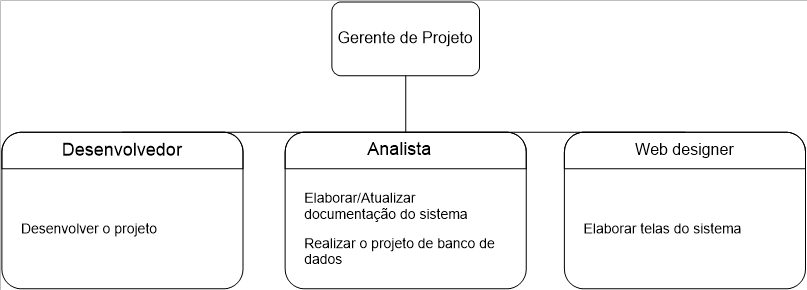 Gerente de Projeto
Desenvolvedor
Desenvolver o projeto
Analista
Elaborar/Atualizar
documentação do sistema
Realizar o projeto de banco de
dados
Web designer
Elaborar telas do sistema